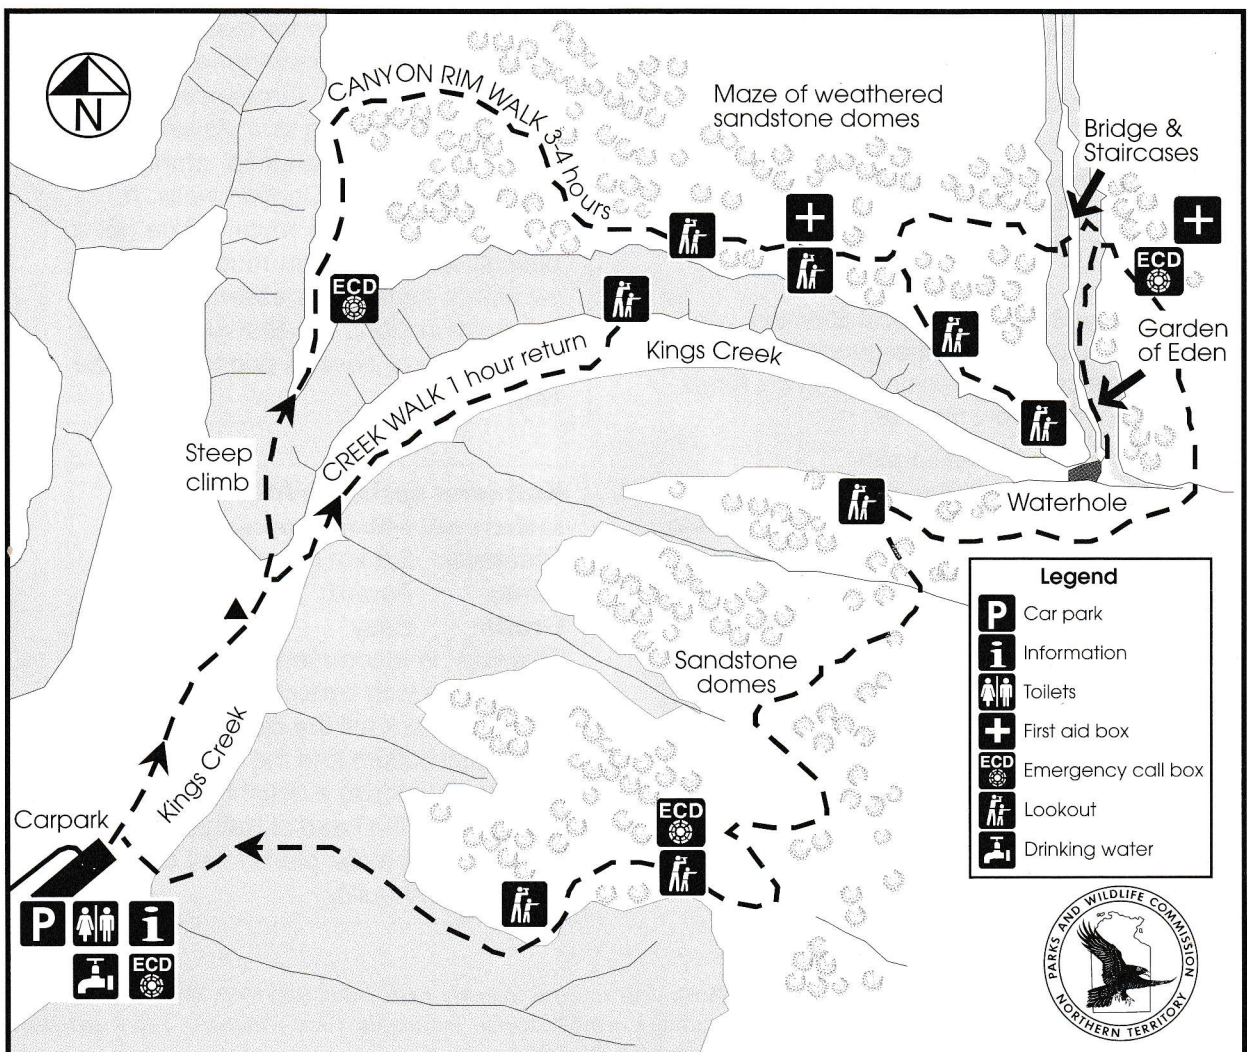 N
CANYON RIM WALK 3-4 hours
Maze of weathered
sandstone domes
Bridge &
Staircases
ECD
ECD
Garden
of Eden
CREEK WALK 1 hour return
Kings Creek
Steep
climb
Waterhole
Sandstone
domes
Kings Creek
Carpark
ECD
P
i
ECD
Legend
P Car park
i Information
Toilets
First aid box
ECD Emergency call box
Lookout
Drinking water
PARKS AND WILDLIFE COMMISSION
NORTHERN TERRITORY